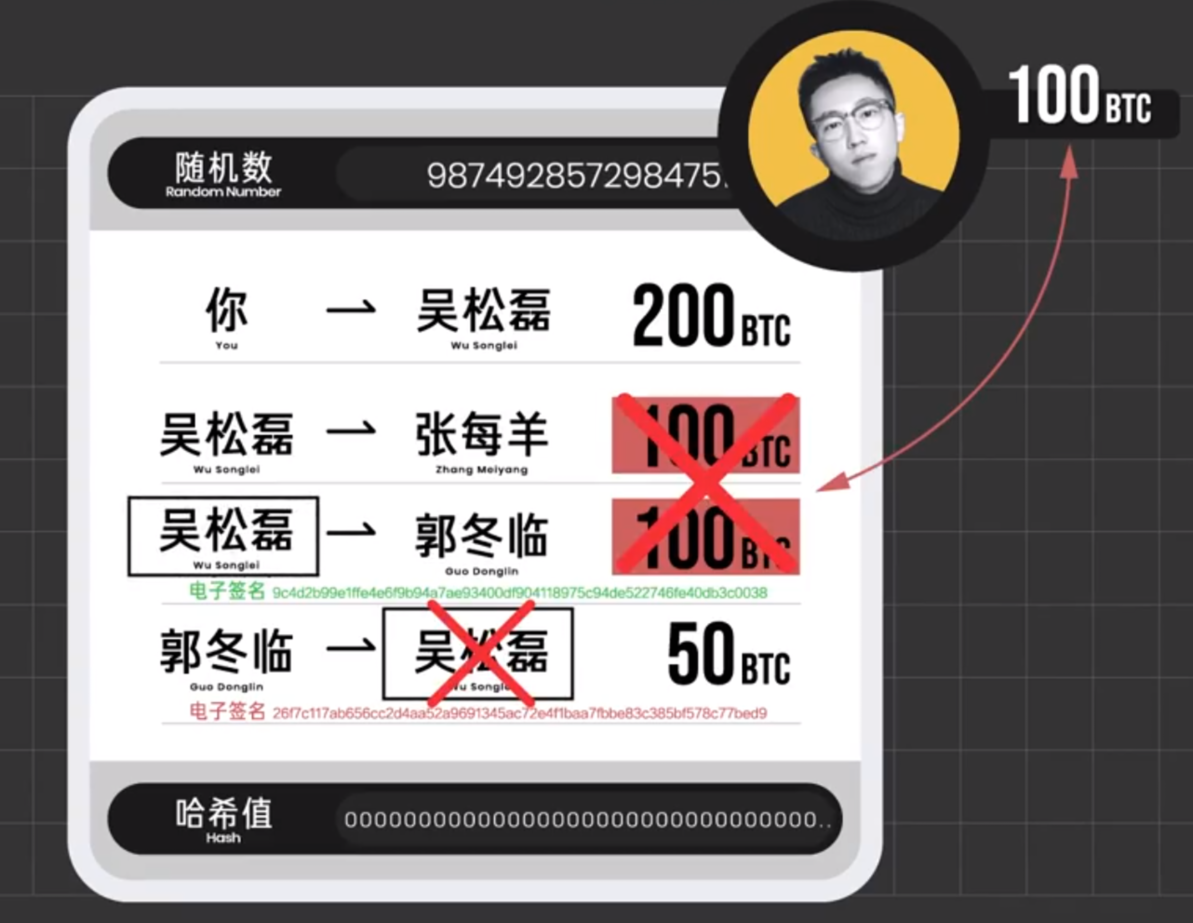 100 BTC
随机数 987492857298475.
Random Number
你 → 吴松磊 200 BTC
You Wu Songlei
吴松磊 → 张每羊 100 BTC
Wu Songlei Zhang Meiyang
吴松磊 → 郭冬临 100 BTC
Wu Songlei Guo Donglin
电子签名 9c4d2b99e1ffe4e6f9b94a7ae93400df904118975c94de522746fe40db3c0038
郭冬临 → 吴松磊 50 BTC
Guo Donglin Wu Songlei
电子签名 26f7c117ab656cc2d4aa52a9691345ac72e4f1baa7fbbe83c385bf578c77bed9
哈希值 00000000000000000000000000000000..
Hash